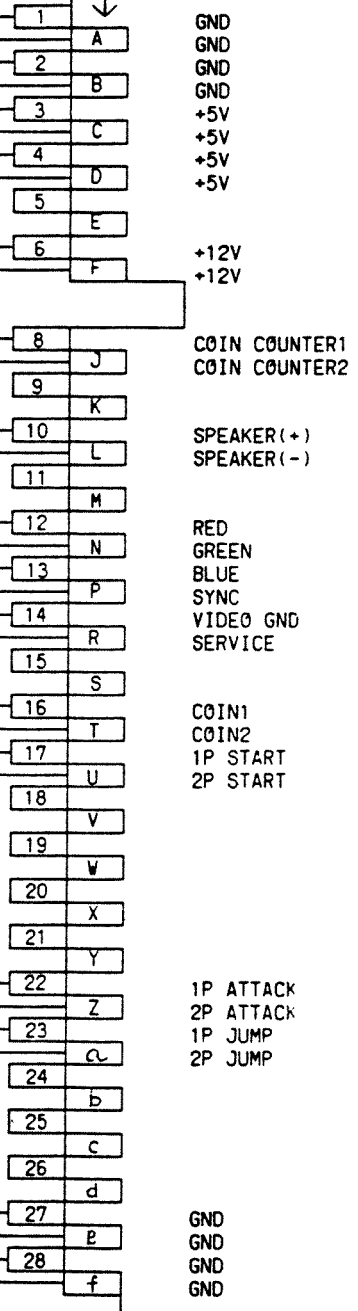 1 GND
A GND
2 GND
B GND
3 +5V
C +5V
4 +5V
D +5V
5
E
6 +12V
F +12V
8 COIN COUNTER1
J COIN COUNTER2
9
K
10 SPEAKER(+)
L SPEAKER(-)
11
M
12 RED
N GREEN
13 BLUE
P SYNC
14 VIDEO GND
R SERVICE
15
S
16 COIN1
T COIN2
17 1P START
U 2P START
18
V
19
W
20
X
21
Y
22 1P ATTACK
Z 2P ATTACK
23 1P JUMP
a 2P JUMP
24
b
25
c
26
d
27 GND
e GND
28 GND
f GND